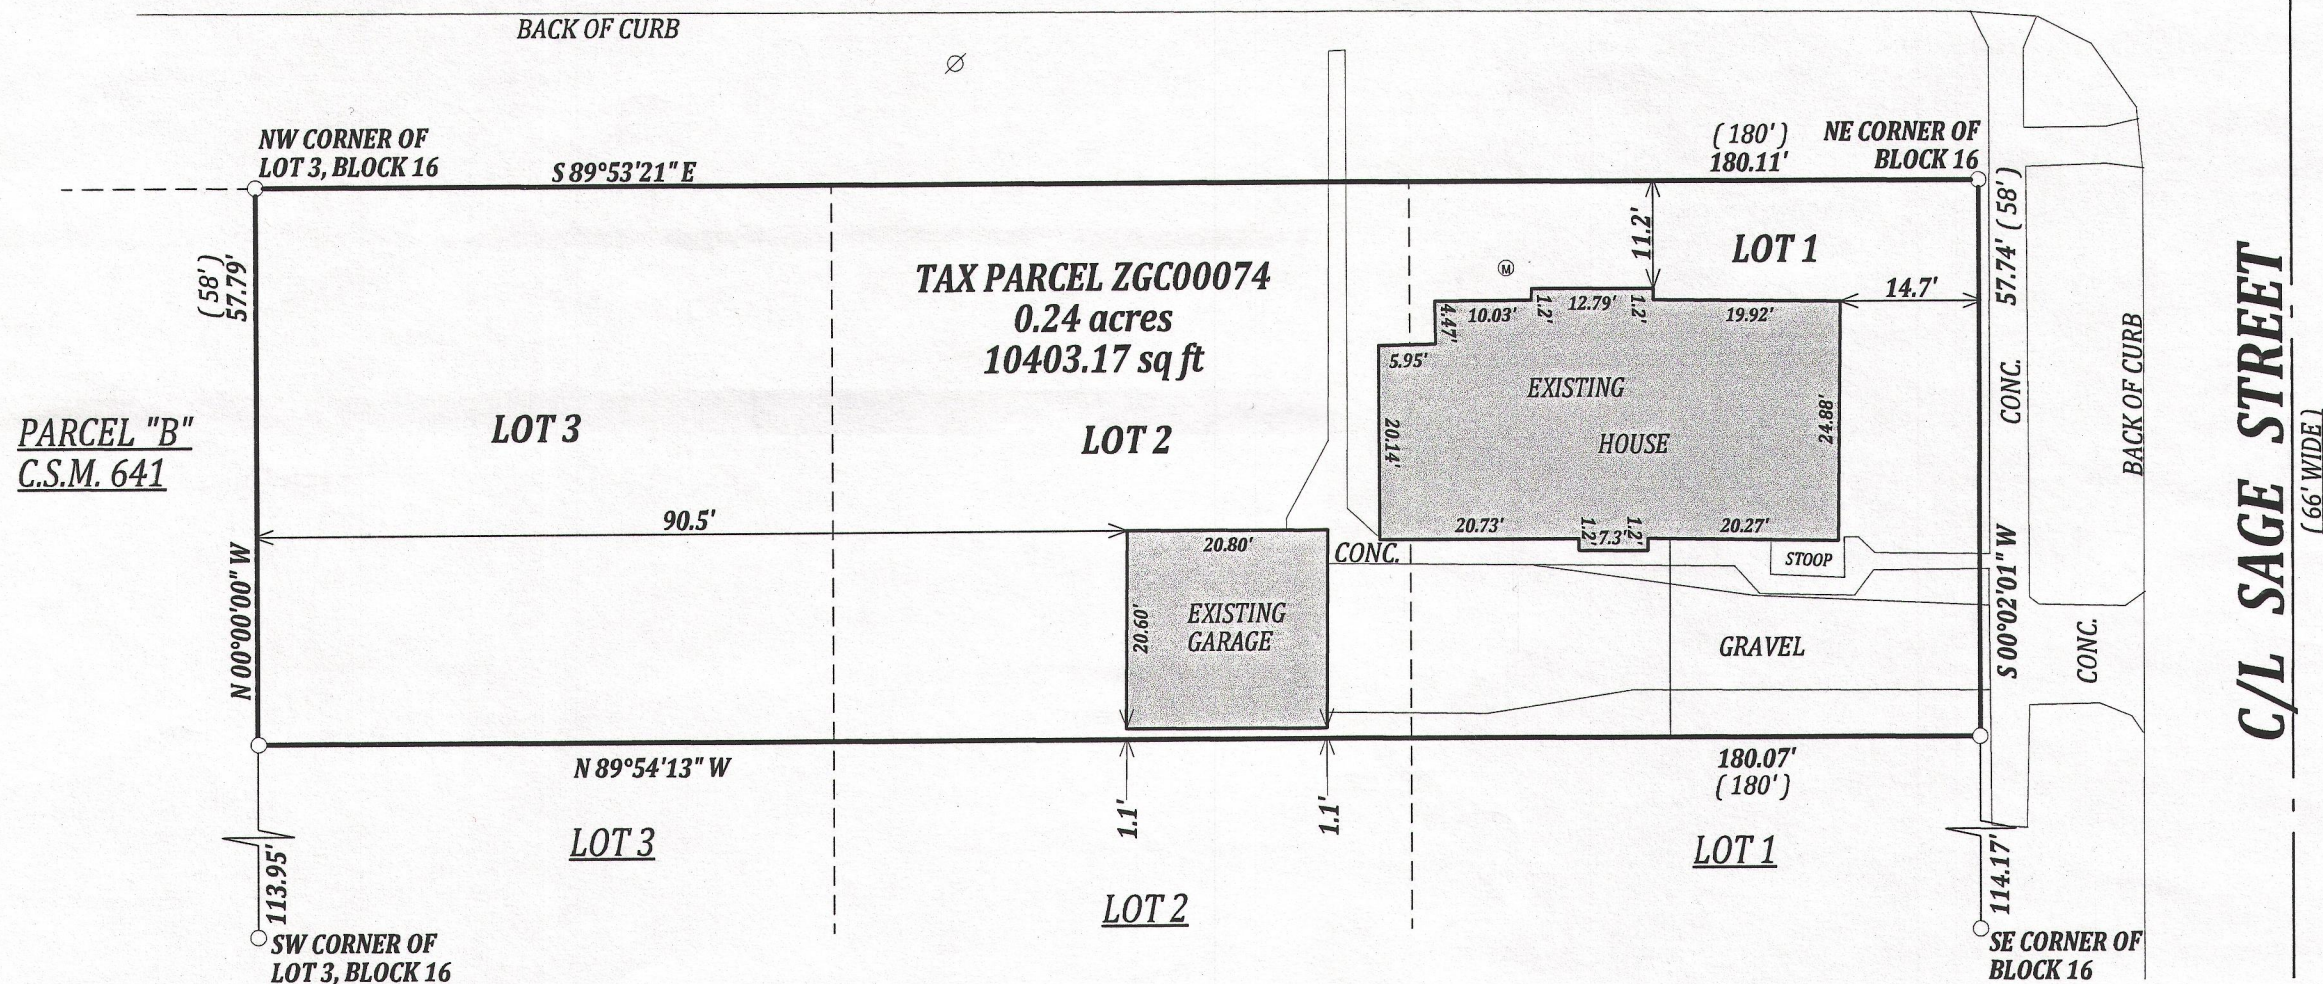 BACK OF CURB
NW CORNER OF
LOT 3, BLOCK 16
S 89°53'21" E
( 180' )
180.11'
NE CORNER OF
BLOCK 16
( 58' )
57.79'
57.74' ( 58' )
11.2'
LOT 1
14.7'
TAX PARCEL ZGC00074
0.24 acres
10403.17 sq ft
M
4.47'
10.03'
1.2'
12.79'
1.2'
19.92'
5.95'
EXISTING
HOUSE
20.14'
24.88'
CONC.
BACK OF CURB
C/L SAGE STREET
( 66' WIDE )
PARCEL "B"
C.S.M. 641
LOT 3
LOT 2
90.5'
20.73'
1.2'
7.3'
1.2'
20.27'
20.80'
CONC.
STOOP
N 00°00'00" W
20.60'
EXISTING
GARAGE
GRAVEL
S 00°02'01" W
CONC.
N 89°54'13" W
180.07'
( 180' )
1.1'
1.1'
LOT 3
LOT 2
LOT 1
113.95'
114.17'
SW CORNER OF
LOT 3, BLOCK 16
SE CORNER OF
BLOCK 16